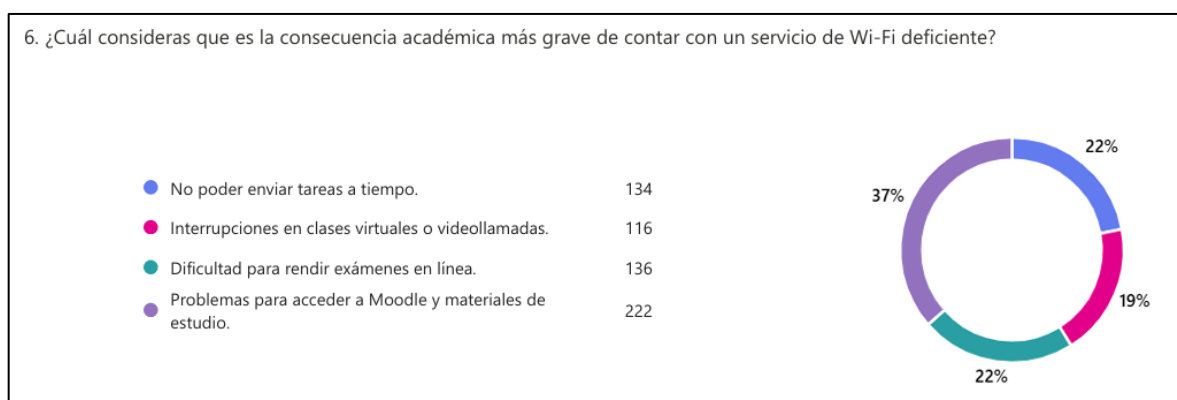 6. ¿Cuál consideras que es la consecuencia académica más grave de contar con un servicio de Wi-Fi deficiente?
No poder enviar tareas a tiempo. 134
Interrupciones en clases virtuales o videollamadas. 116
Dificultad para rendir exámenes en línea. 136
Problemas para acceder a Moodle y materiales de
estudio. 222
22%
37%
19%
22%